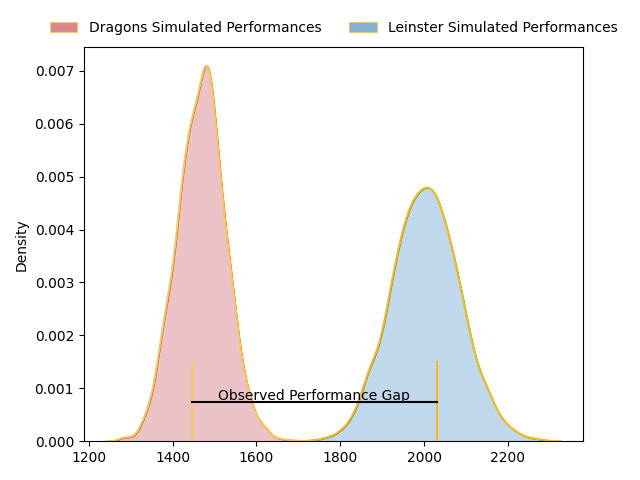 Dragons Simulated Performances Leinster Simulated Performances
0.007
0.006
0.005
0.004
0.003
0.002
0.001
0.000
Density
Observed Performance Gap
1200 1400 1600 1800 2000 2200